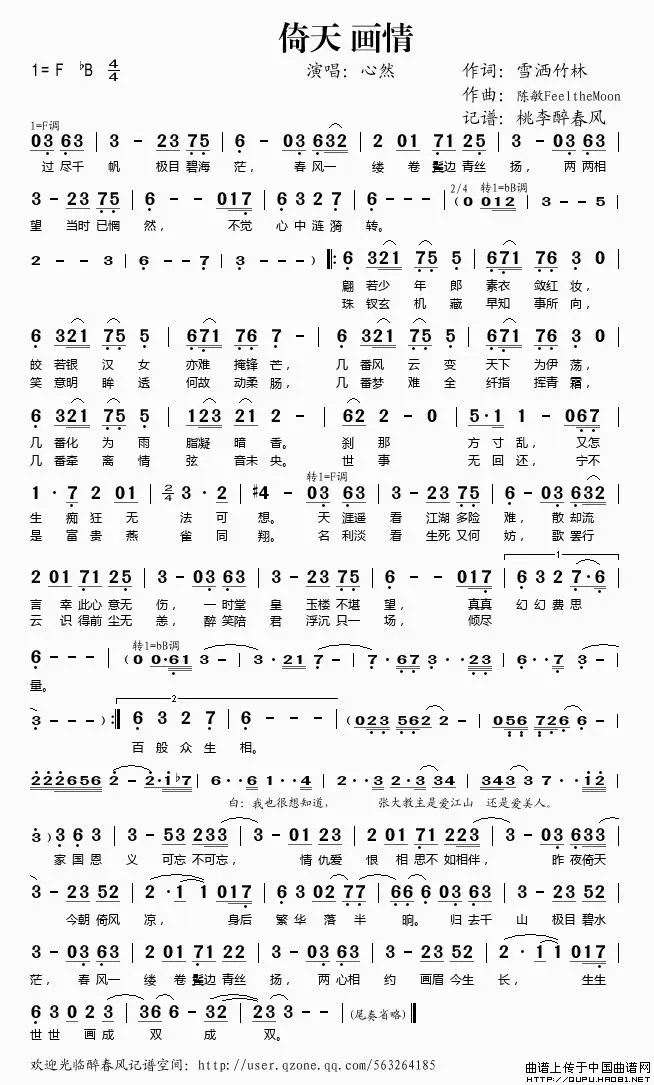 倚天 画情
1= F ♭B 4/4
演唱：心然
作词：雪洒竹林
作曲：陈敏FeeltheMoon
记谱：桃李醉春风
1=F调
03 63 | 3 - 23 75 | 6 - 03 632 | 2 01 71 25 | 3 - 03 63 |
过 尽千 帆 极目 碧海 茫， 春 风一 缕 卷 鬓边 青丝 扬， 两 两相
2/4 转1=bB调
3 - 23 75 | 6 - - 017 | 6 3 2 7 | 6 - - - | (0 012 | 3 - - 5 |
望 当时 已惘 然， 不觉 心 中 涟 漪 转。
2 - - 3 | 6 - - 7 | 3 - - - ) ‖: 6 321 75 5 | 671 76 3 0 |
翩 若少 年 郎 素衣 敛红 妆，
珠 钗玄 机 藏 早知 事所 向，
6 321 75 5 | 671 76 7 - | 6 321 75 5 | 671 76 3 0 |
皎 若银 汉 女 亦难 掩锋 芒， 几 番风 云 变 天下 为伊 荡，
笑 意明 眸 透 何故 动柔 肠， 几 番梦 难 全 纤指 挥青 霜，
6 321 75 5 | 123 21 2 - | 62 2 - 0 | 5·1 1 - 067 |
几 番化 为 雨 脂凝 暗 香。 刹 那 方 寸 乱， 又怎
几 番牵 离 情 弦 音未 央。 世 事 无 回 还， 宁不
转1=F调
1 · 7 2 01 | 2/4 3 · 2 | #4 - 03 63 | 3 - 23 75 | 6 - 03 632 |
生 痴 狂 无 法 可 想。 天 涯遥 看 江湖 多险 难， 散 却流
是 富 贵 燕 雀 同 翔。 名 利淡 看 生死 又何 妨， 歌 罢行
1
2 01 71 25 | 3 - 03 63 | 3 - 23 75 | 6 - - 017 | 6 3 2 7·6 |
言 幸 此心 意无 伤， 一 时堂 皇 玉楼 不堪 望， 真真 幻 幻 费 思
云 识 得前 尘无 恙， 醉 笑陪 君 浮沉 只一 场， 倾尽
转1=bB调
6 - - - | (0 0·61 3 - | 3· 21 7 - | 7· 67 3· 23 | 6· 7 3 - |
量。
2
3 - - - ) :‖ 6 3 2 7 | 6 - - - | (023 562 2 - | 056 726 6 - |
百 般 众 生 相。
222656 2 - 2·1♭7 | 6··6 1··4 | 2··3 3·21 | 343 7··12 |
白：我也很想知道， 张大教主是爱江山 还是爱美人。
3 ) 3 6 3 | 3 - 53 233 | 3 - 01 23 | 2 01 71 223 | 3 - 03 633 |
家 国 恩 义 可忘 不可忘， 情 仇爱 恨 相 思不 如相伴， 昨 夜倚天
3 - 23 52 | 2 ·1 1 017 | 6 3 02 77 | 66 6 03 63 | 3 - 23 52 |
今朝 倚风 凉， 身后 繁 华 落 半 晌。 归 去千 山 极目 碧水
3 - 03 63 | 2 01 71 22 | 3 - 03 63 | 3 - 23 52 | 2·1 1 017 |
茫， 春 风一 缕 卷 鬓边 青丝 扬， 两 心相 约 画眉 今生 长， 生生
6 3 02 3 | 36 - 32 | 32 23 - - | (尾奏省略) ‖
世 世 画 成 双 成 双。
欢迎光临醉春风记谱空间：http://user.qzone.qq.com/563264185
曲谱上传于中国曲谱网
http://QUPU.HAO81.NET